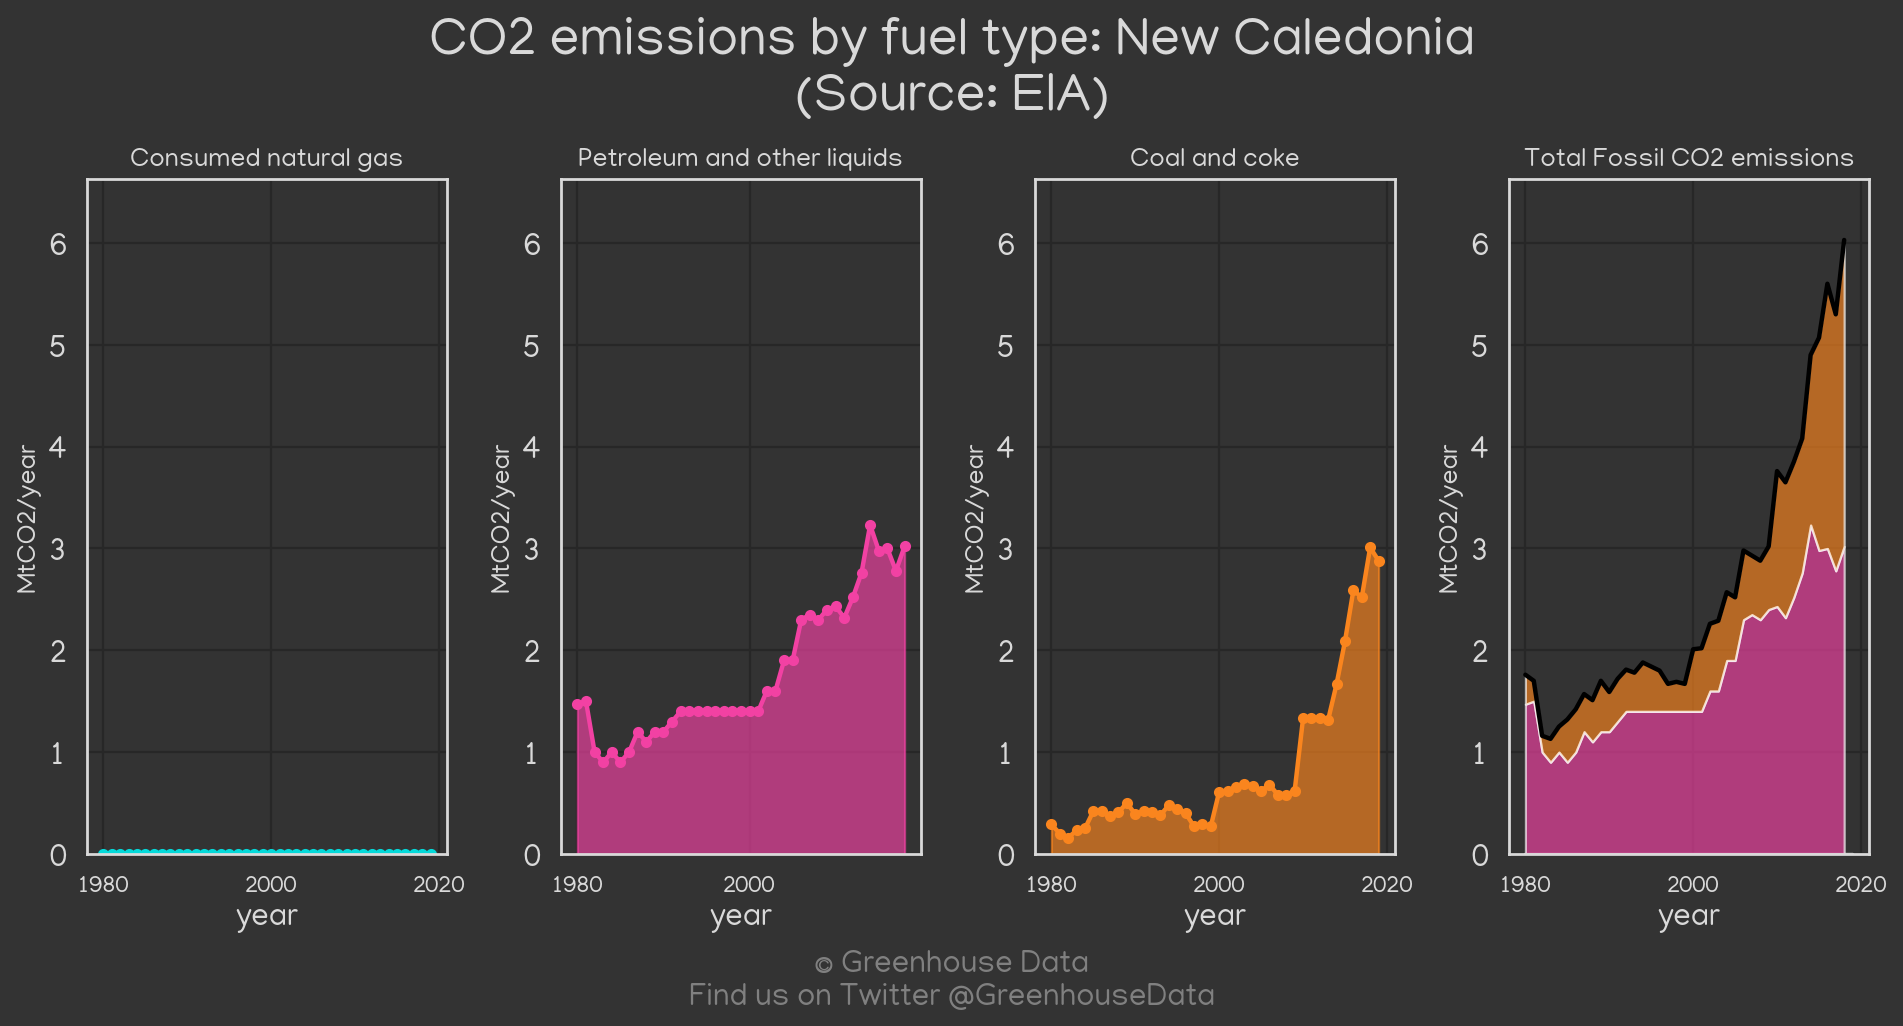 CO2 emissions by fuel type: New Caledonia
(Source: EIA)
Consumed natural gas
MtCO2/year
6
5
4
3
2
1
0
1980 2000 2020
year
Petroleum and other liquids
MtCO2/year
6
5
4
3
2
1
0
1980 2000
year
Coal and coke
MtCO2/year
6
5
4
3
2
1
0
1980 2000 2020
year
Total Fossil CO2 emissions
MtCO2/year
6
5
4
3
2
1
0
1980 2000 2020
year
© Greenhouse Data
Find us on Twitter @GreenhouseData